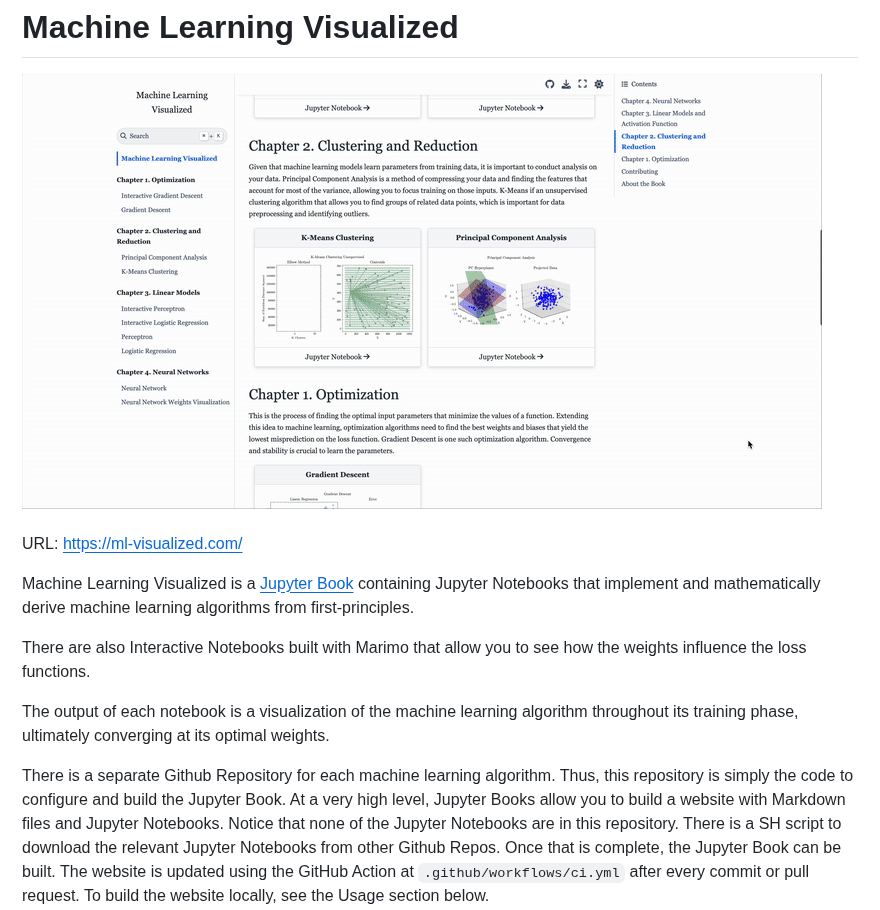 Machine Learning Visualized
Machine Learning
Visualized
Search
⌘ + K
Machine Learning Visualized
Chapter 1. Optimization
Interactive Gradient Descent
Gradient Descent
Chapter 2. Clustering and
Reduction
Principal Component Analysis
K-Means Clustering
Chapter 3. Linear Models
Interactive Perceptron
Interactive Logistic Regression
Perceptron
Logistic Regression
Chapter 4. Neural Networks
Neural Network
Neural Network Weights Visualization
Jupyter Notebook → Jupyter Notebook →
Chapter 2. Clustering and Reduction
Given that machine learning models learn parameters from training data, it is important to conduct analysis on
your data. Principal Component Analysis is a method of compressing your data and finding the features that
account for most of the variance, allowing you to focus training on those inputs. K-Means if an unsupervised
clustering algorithm that allows you to find groups of related data points, which is important for data
preprocessing and identifying outliers.
K-Means Clustering
K-Means Clustering Unsupervised
Elbow Method Centroids
K Clusters
Jupyter Notebook →
Principal Component Analysis
Principal Component Analysis
PC Hyperplanes Projected Data
Jupyter Notebook →
Chapter 1. Optimization
This is the process of finding the optimal input parameters that minimize the values of a function. Extending
this idea to machine learning, optimization algorithms need to find the best weights and biases that yield the
lowest misprediction on the loss function. Gradient Descent is one such optimization algorithm. Convergence
and stability is crucial to learn the parameters.
Gradient Descent
Gradient Descent
Linear Regression Error
Contents
Chapter 4. Neural Networks
Chapter 3. Linear Models and
Activation Function
Chapter 2. Clustering and
Reduction
Chapter 1. Optimization
Contributing
About the Book
URL: https://ml-visualized.com/
Machine Learning Visualized is a Jupyter Book containing Jupyter Notebooks that implement and mathematically
derive machine learning algorithms from first-principles.
There are also Interactive Notebooks built with Marimo that allow you to see how the weights influence the loss
functions.
The output of each notebook is a visualization of the machine learning algorithm throughout its training phase,
ultimately converging at its optimal weights.
There is a separate Github Repository for each machine learning algorithm. Thus, this repository is simply the code to
configure and build the Jupyter Book. At a very high level, Jupyter Books allow you to build a website with Markdown
files and Jupyter Notebooks. Notice that none of the Jupyter Notebooks are in this repository. There is a SH script to
download the relevant Jupyter Notebooks from other Github Repos. Once that is complete, the Jupyter Book can be
built. The website is updated using the GitHub Action at .github/workflows/ci.yml after every commit or pull
request. To build the website locally, see the Usage section below.